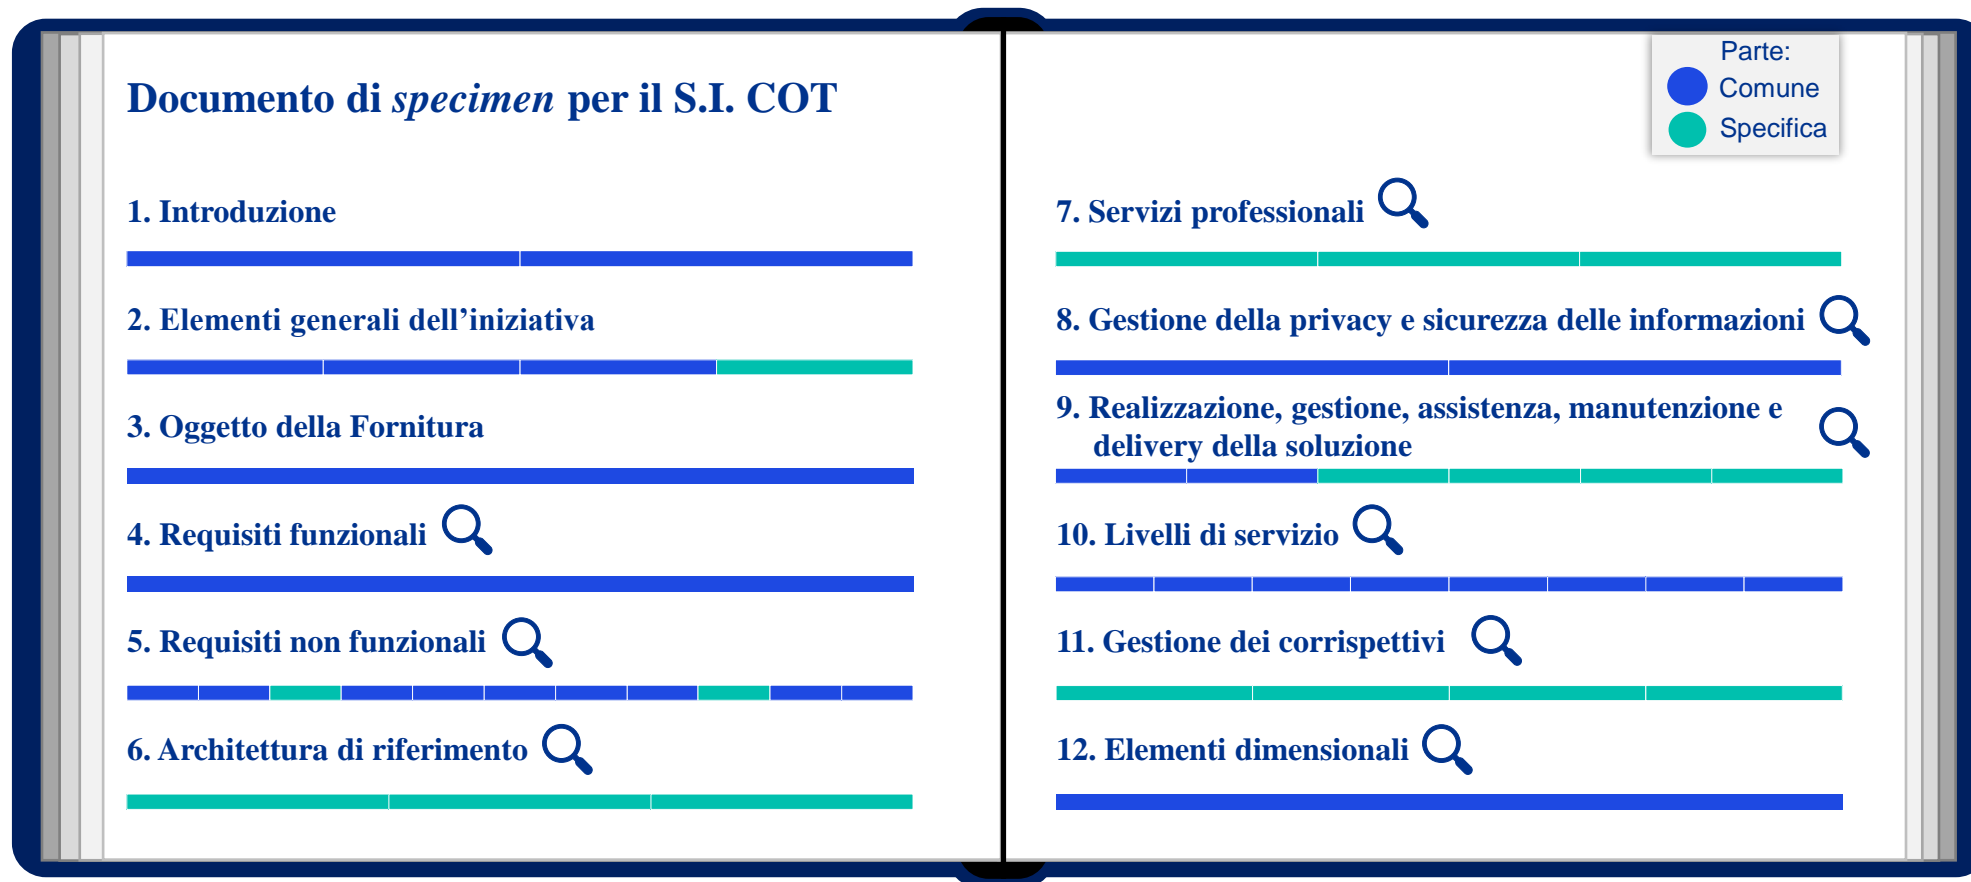 Documento di specimen per il S.I. COT
1. Introduzione
2. Elementi generali dell’iniziativa
3. Oggetto della Fornitura
4. Requisiti funzionali
5. Requisiti non funzionali
6. Architettura di riferimento
Parte:
Comune
Specifica
7. Servizi professionali
8. Gestione della privacy e sicurezza delle informazioni
9. Realizzazione, gestione, assistenza, manutenzione e
delivery della soluzione
10. Livelli di servizio
11. Gestione dei corrispettivi
12. Elementi dimensionali